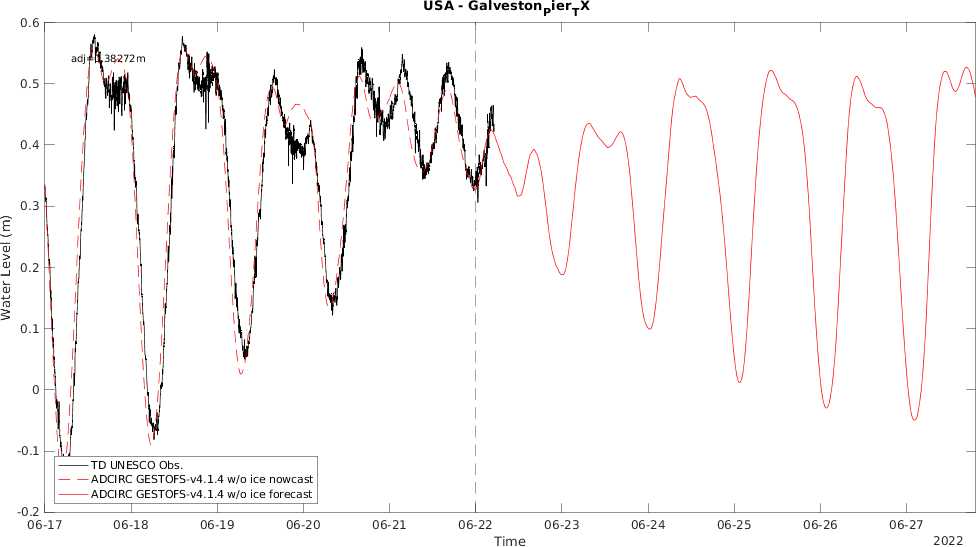 USA - Galveston_Pier_TX
0.6
0.5
0.4
0.3
0.2
0.1
0
-0.1
-0.2
Water Level (m)
TD UNESCO Obs.
ADCIRC GESTOFS-v4.1.4 w/o ice nowcast
ADCIRC GESTOFS-v4.1.4 w/o ice forecast
06-17 06-18 06-19 06-20 06-21 06-22 06-23 06-24 06-25 06-26 06-27
Time
2022